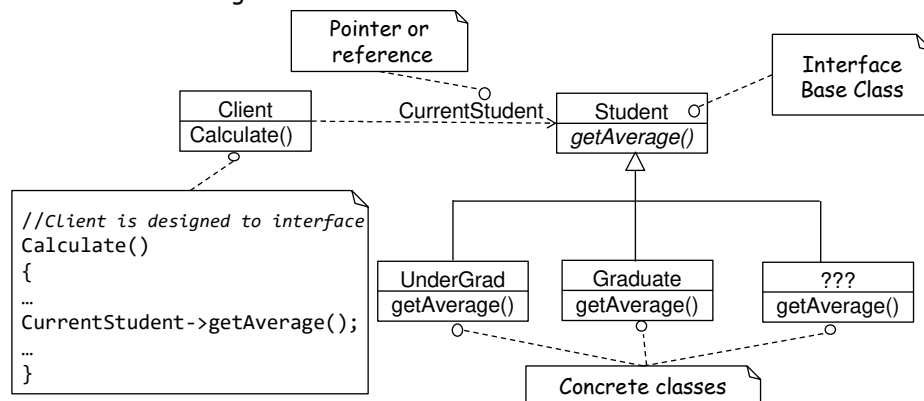 Pointer or
reference
Interface
Base Class
Client
Calculate()
CurrentStudent
Student
getAverage()
//Client is designed to interface
Calculate()
{
…
CurrentStudent->getAverage();
…
}
UnderGrad
getAverage()
Graduate
getAverage()
???
getAverage()
Concrete classes